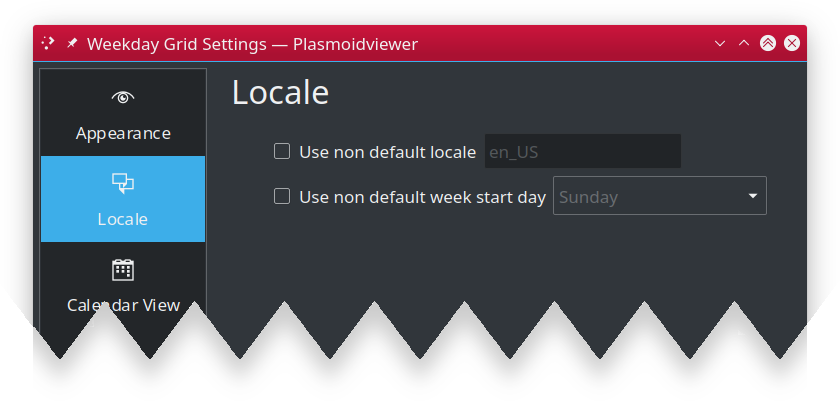 Weekday Grid Settings — Plasmoidviewer
Appearance
Locale
Calendar View
Locale
Use non default locale en_US
Use non default week start day Sunday